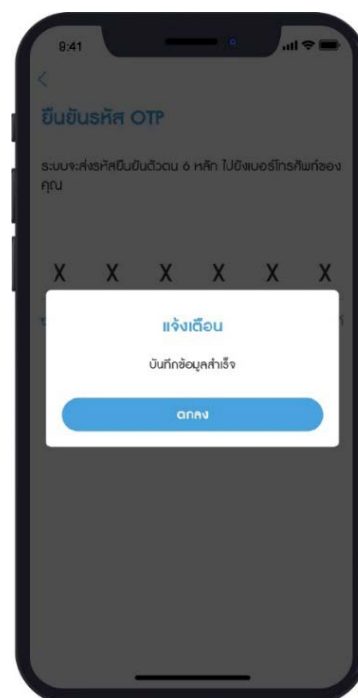 9:41
ยืนยันรหัส OTP
ระบบจะส่งรหัสยืนยันตัวตน 6 หลัก ไปยังเบอร์โทรศัพท์ของ
คุณ
X X X X X X
แจ้งเตือน
บันทึกข้อมูลสำเร็จ
ตกลง